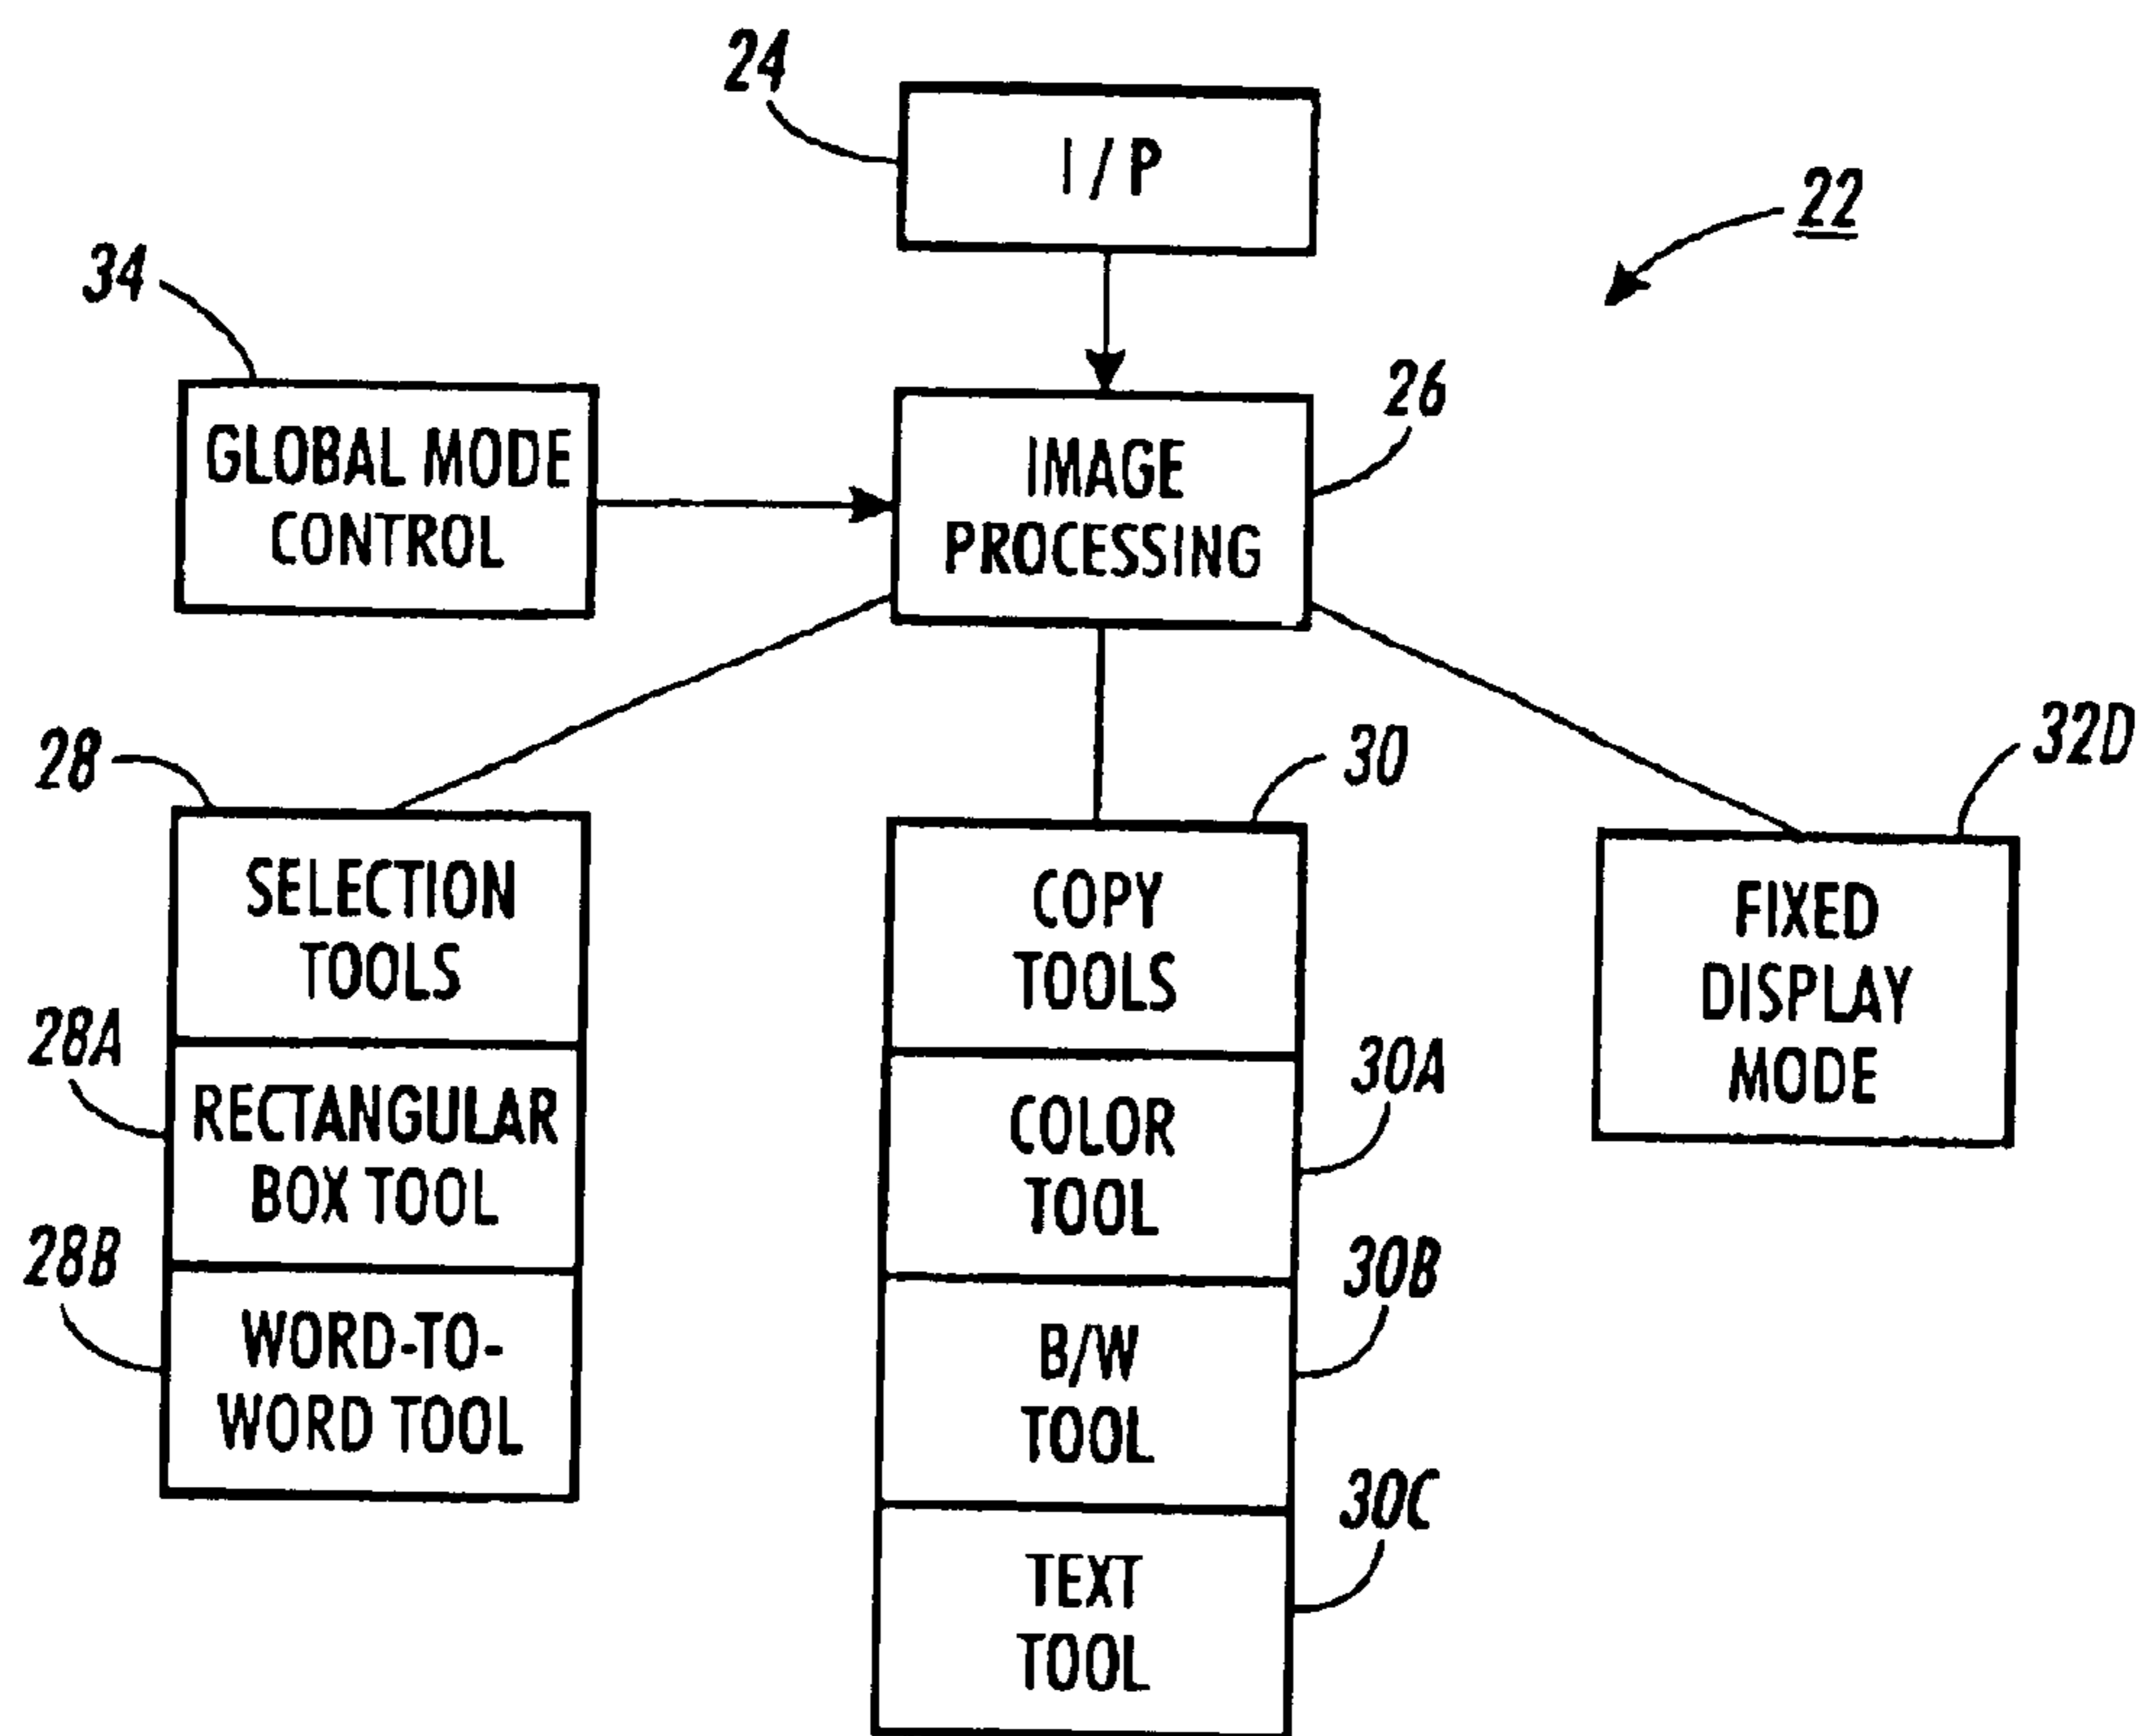 24
I / P
22
34
GLOBAL MODE
CONTROL
26
IMAGE
PROCESSING
28
SELECTION
TOOLS
28A
RECTANGULAR
BOX TOOL
28B
WORD-TO-
WORD TOOL
30
COPY
TOOLS
30A
COLOR
TOOL
30B
B/W
TOOL
30C
TEXT
TOOL
32D
FIXED
DISPLAY
MODE